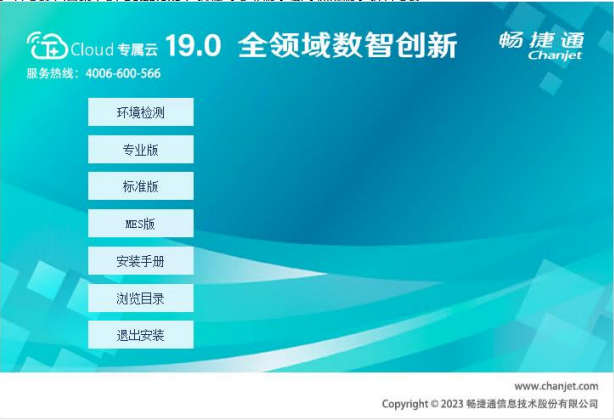 Cloud 专属云 19.0 全领域数智创新
畅捷通
Chanjet
服务热线：4006-600-566
环境检测
专业版
标准版
MES版
安装手册
浏览目录
退出安装
www.chanjet.com
Copyright © 2023 畅捷通信息技术股份有限公司